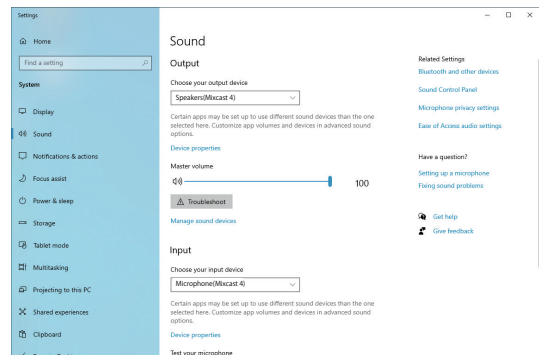 Settings
Home
Find a setting
System
Display
Sound
Notifications & actions
Focus assist
Power & sleep
Storage
Tablet mode
Multitasking
Projecting to this PC
Shared experiences
Clipboard
Sound
Output
Choose your output device
Speakers(Mixcast 4)
Certain apps may be set up to use different sound devices than the one
selected here. Customize app volumes and devices in advanced sound
options.
Device properties
Master volume
100
Troubleshoot
Manage sound devices
Input
Choose your input device
Microphone(Mixcast 4)
Certain apps may be set up to use different sound devices than the one
selected here. Customize app volumes and devices in advanced sound
options.
Device properties
Test your microphone
Related Settings
Bluetooth and other devices
Sound Control Panel
Microphone privacy settings
Ease of Access audio settings
Have a question?
Setting up a microphone
Fixing sound problems
Get help
Give feedback